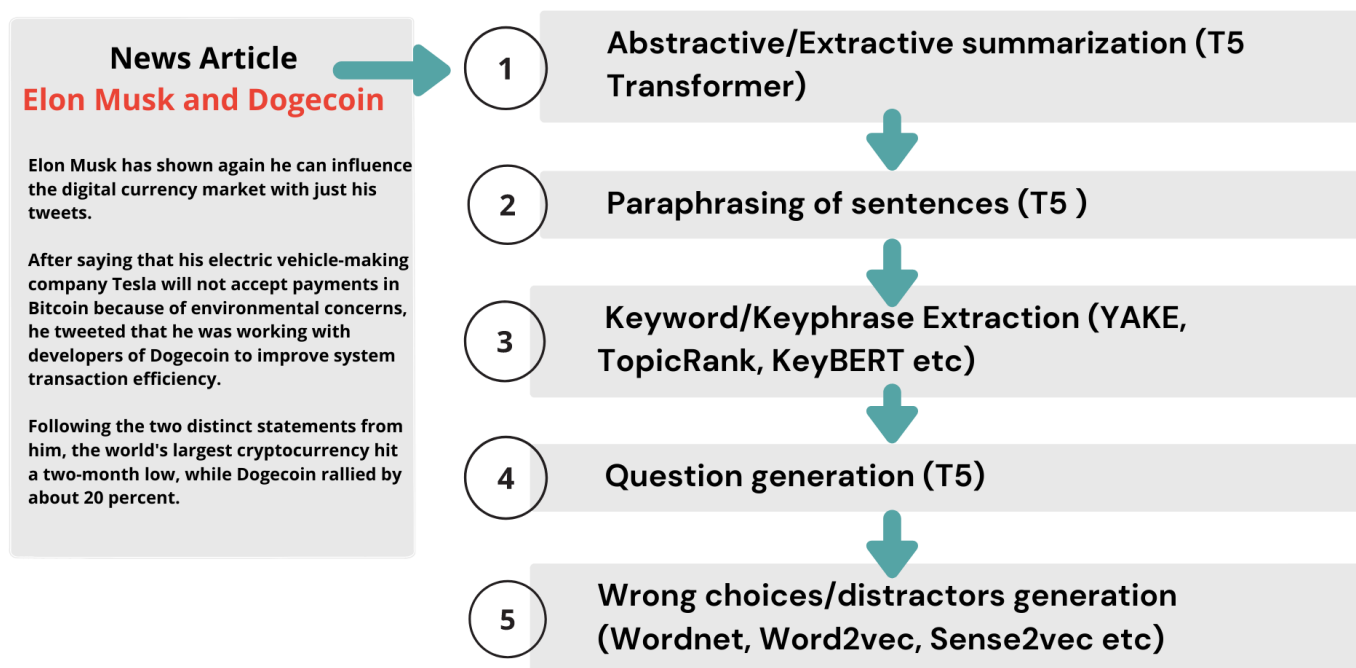 News Article
Elon Musk and Dogecoin
Elon Musk has shown again he can influence
the digital currency market with just his
tweets.
After saying that his electric vehicle-making
company Tesla will not accept payments in
Bitcoin because of environmental concerns,
he tweeted that he was working with
developers of Dogecoin to improve system
transaction efficiency.
Following the two distinct statements from
him, the world's largest cryptocurrency hit
a two-month low, while Dogecoin rallied by
about 20 percent.
1
Abstractive/Extractive summarization (T5
Transformer)
2
Paraphrasing of sentences (T5 )
3
Keyword/Keyphrase Extraction (YAKE,
TopicRank, KeyBERT etc)
4
Question generation (T5)
5
Wrong choices/distractors generation
(Wordnet, Word2vec, Sense2vec etc)